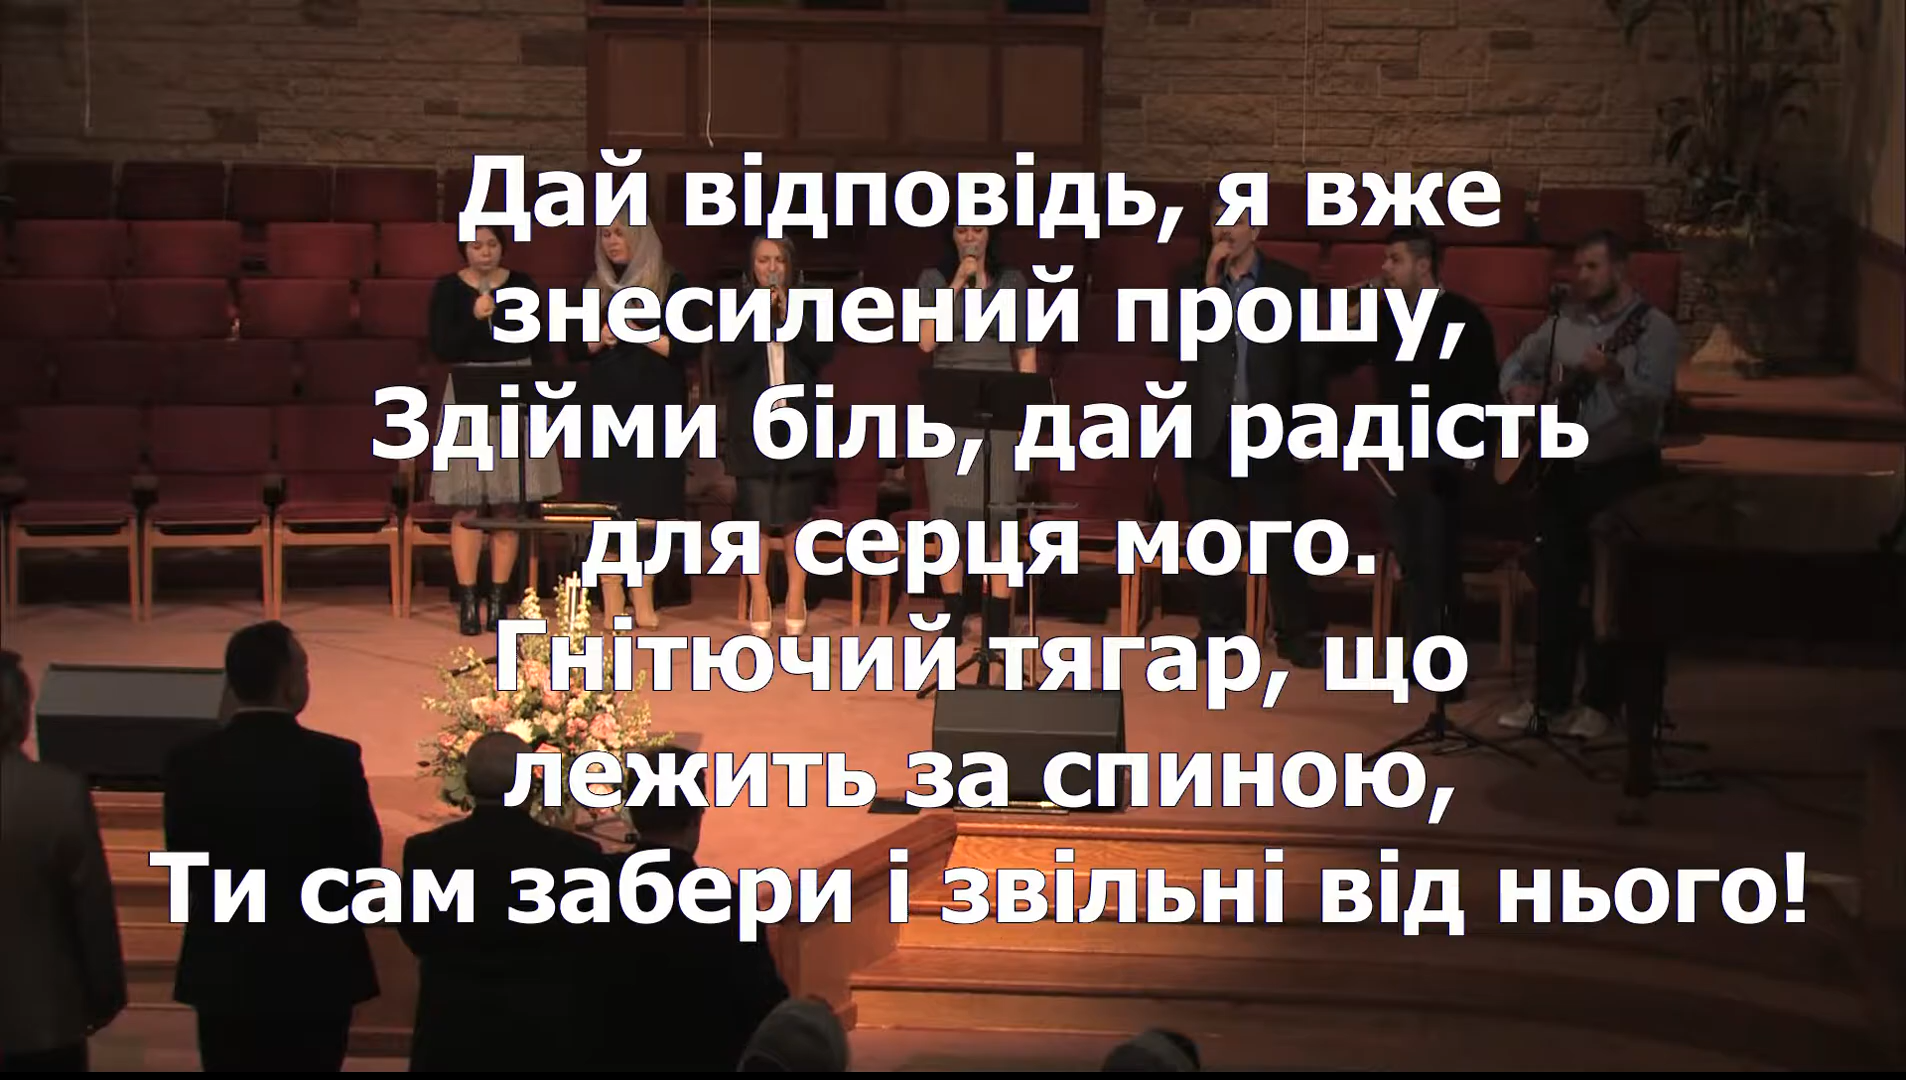 Дай відповідь, я вже
знесилений прошу,
Здійми біль, дай радість
для серця мого.
Гнітючий тягар, що
лежить за спиною,
Ти сам забери і звільні від нього!